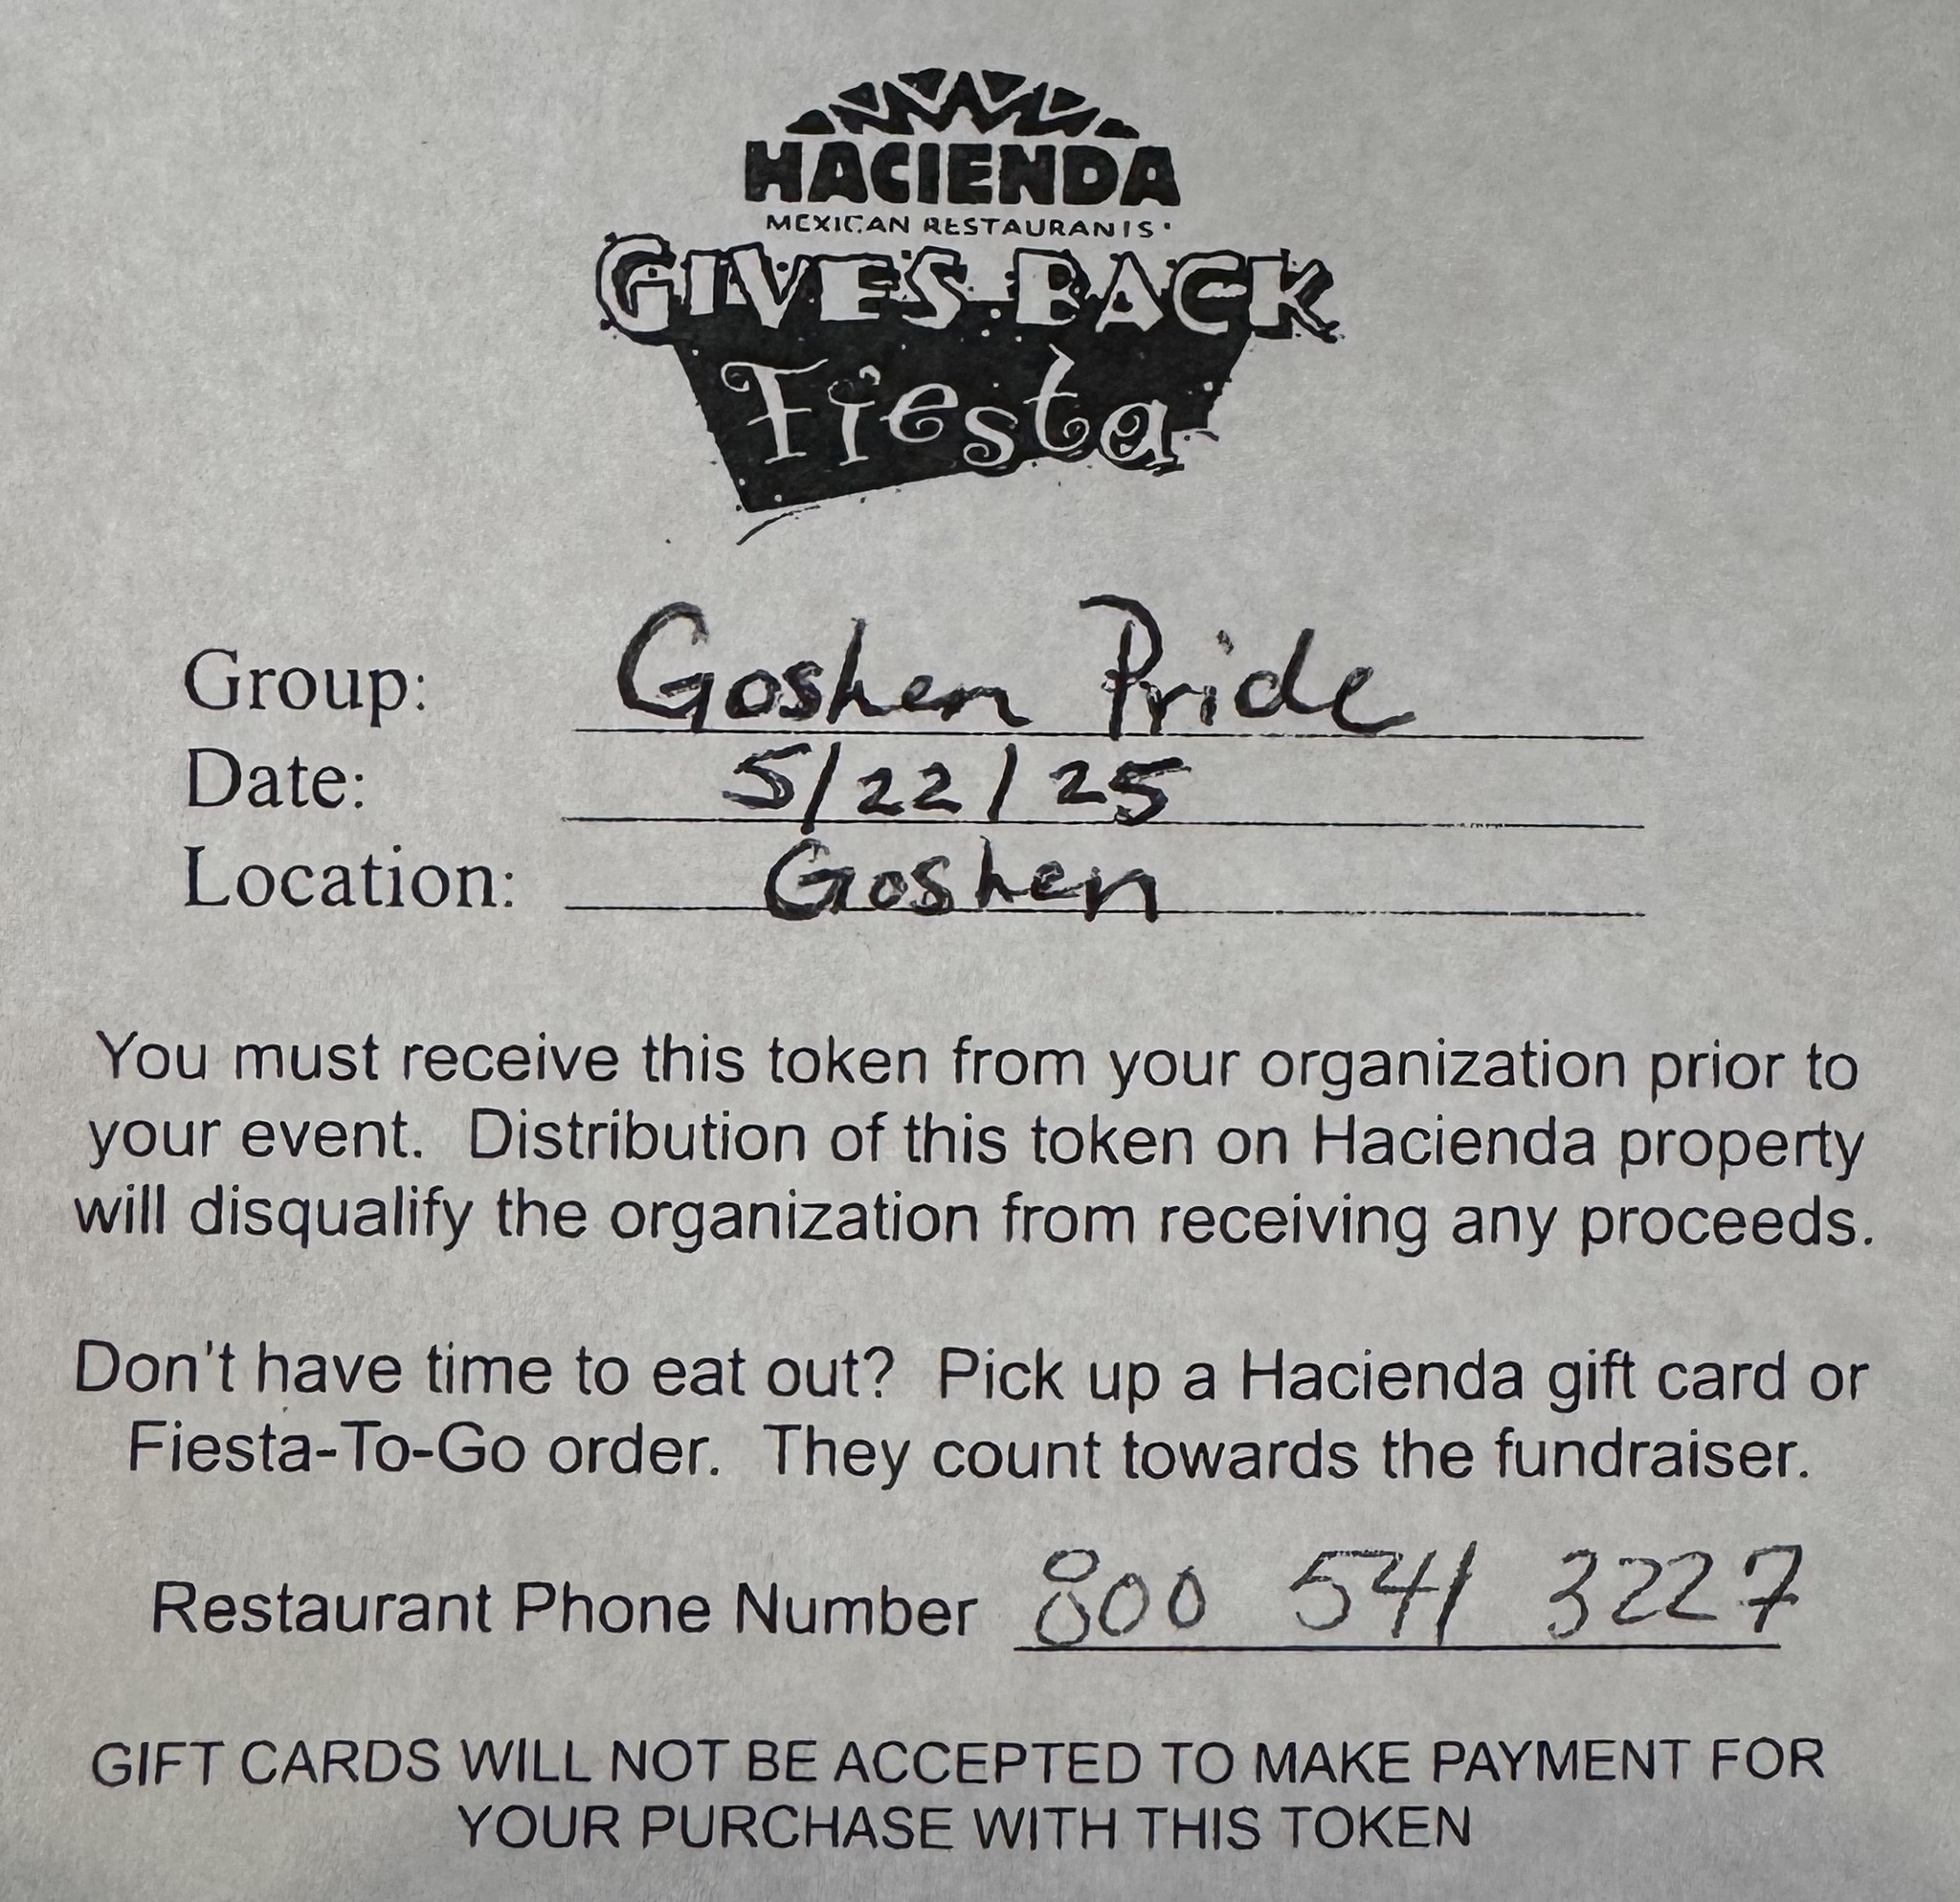 HACIENDA
MEXICAN RESTAURANTS
GIVES BACK
Fiesta
Group: Goshen Pride
Date: 5/22/25
Location: Goshen
You must receive this token from your organization prior to
your event. Distribution of this token on Hacienda property
will disqualify the organization from receiving any proceeds.
Don't have time to eat out? Pick up a Hacienda gift card or
Fiesta-To-Go order. They count towards the fundraiser.
Restaurant Phone Number 800 541 3227
GIFT CARDS WILL NOT BE ACCEPTED TO MAKE PAYMENT FOR
YOUR PURCHASE WITH THIS TOKEN